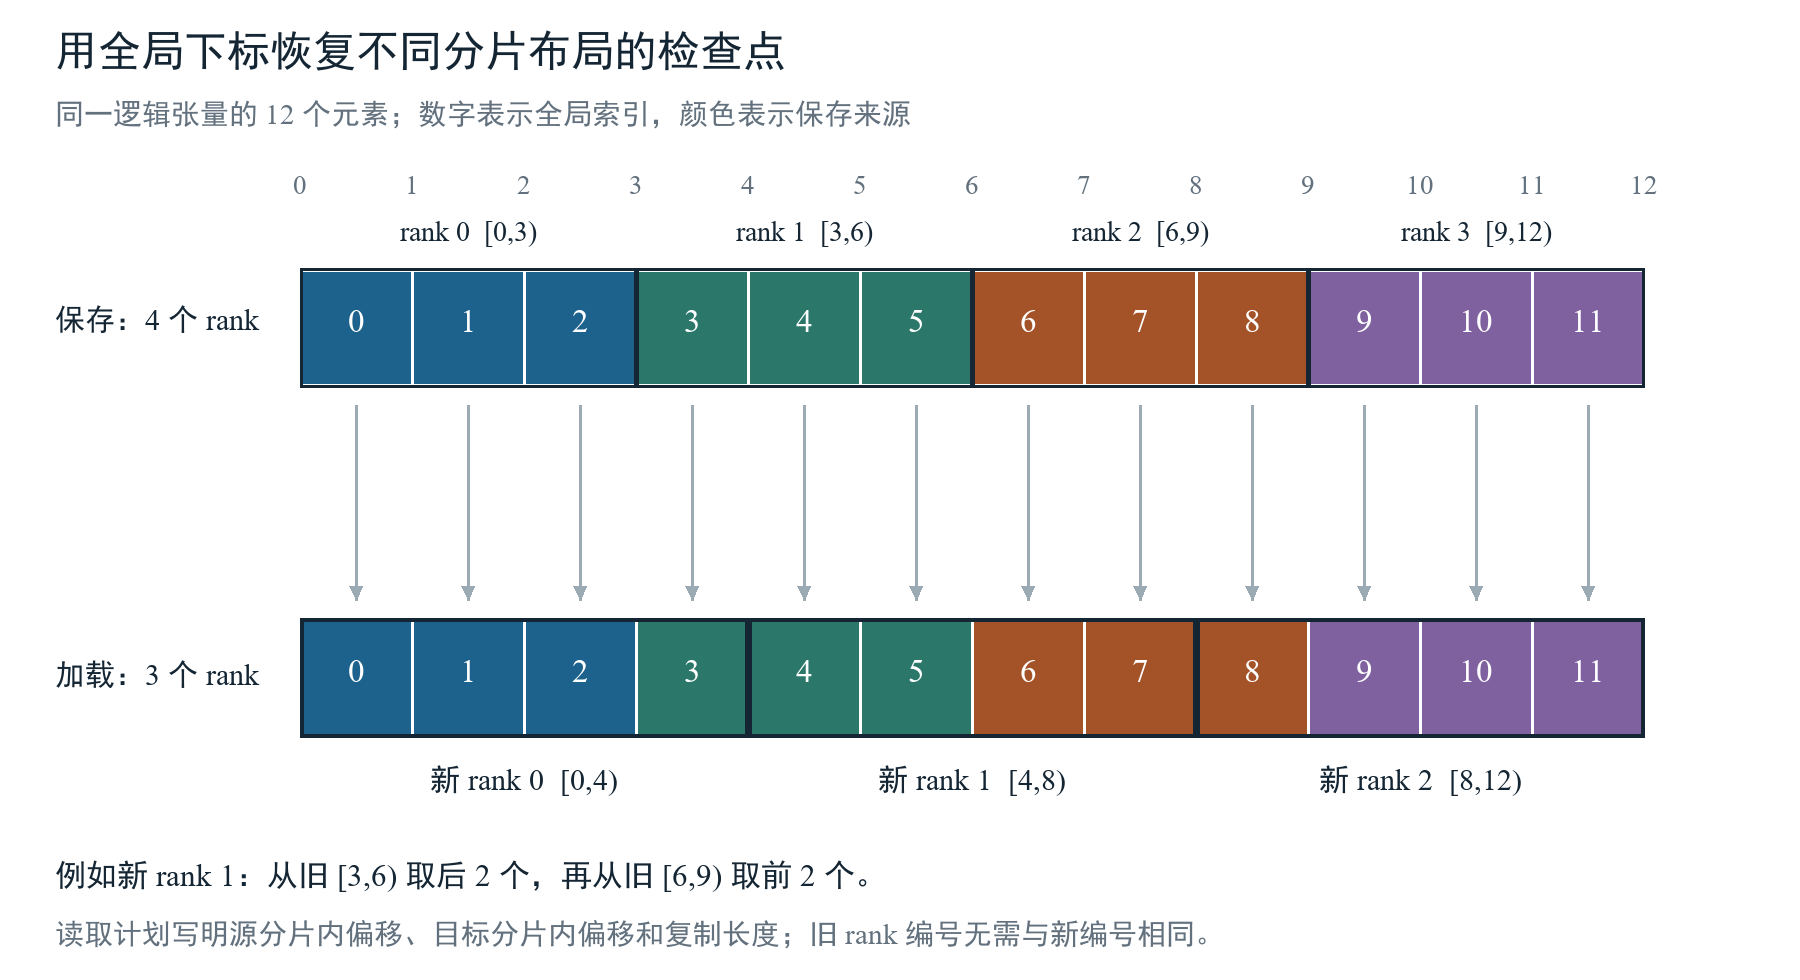 用全局下标恢复不同分片布局的检查点
同一逻辑张量的 12 个元素；数字表示全局索引，颜色表示保存来源
0 1 2 3 4 5 6 7 8 9 10 11 12
rank 0 [0,3) rank 1 [3,6) rank 2 [6,9) rank 3 [9,12)
保存：4 个 rank 0 1 2 3 4 5 6 7 8 9 10 11
加载：3 个 rank 0 1 2 3 4 5 6 7 8 9 10 11
新 rank 0 [0,4) 新 rank 1 [4,8) 新 rank 2 [8,12)
例如新 rank 1：从旧 [3,6) 取后 2 个，再从旧 [6,9) 取前 2 个。
读取计划写明源分片内偏移、目标分片内偏移和复制长度；旧 rank 编号无需与新编号相同。